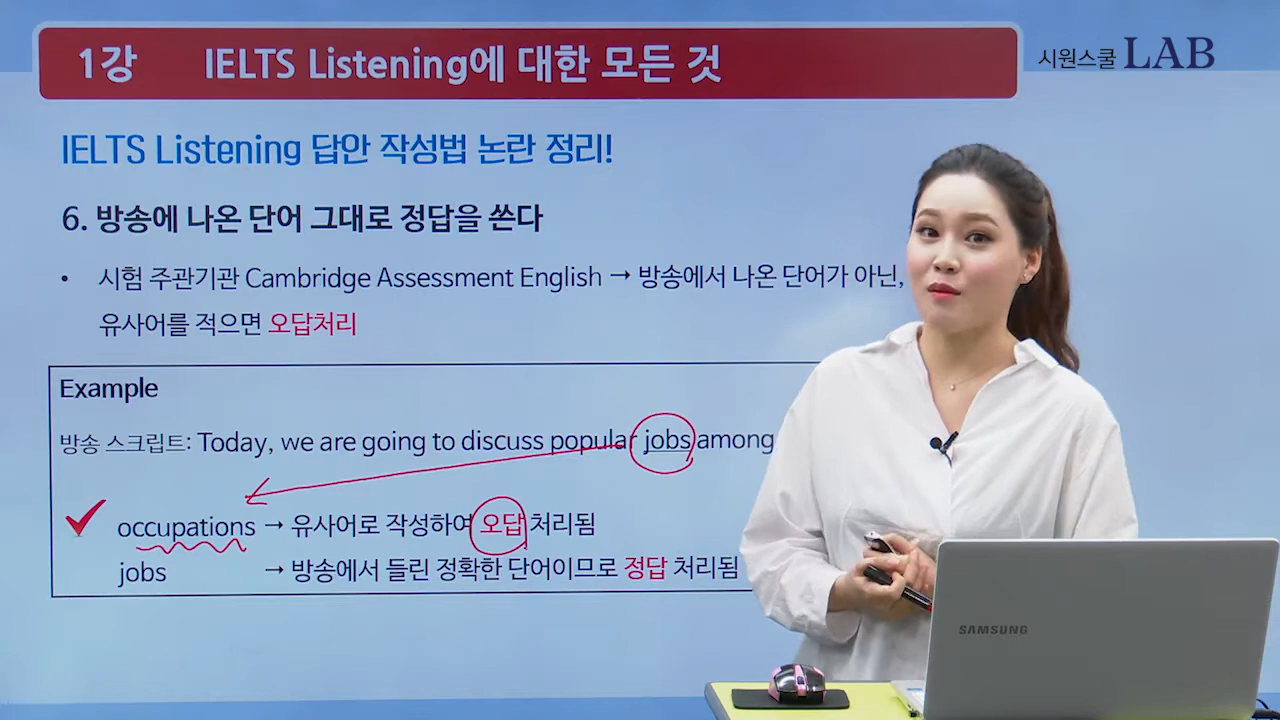 1강 IELTS Listening에 대한 모든 것
시원스쿨 LAB
IELTS Listening 답안 작성법 논란 정리!
6. 방송에 나온 단어 그대로 정답을 쓴다
• 시험 주관기관 Cambridge Assessment English → 방송에서 나온 단어가 아닌,
유사어를 적으면 오답처리
Example
방송 스크립트: Today, we are going to discuss popular jobs among
occupations → 유사어로 작성하여 오답 처리됨
jobs → 방송에서 들린 정확한 단어이므로 정답 처리됨
SAMSUNG